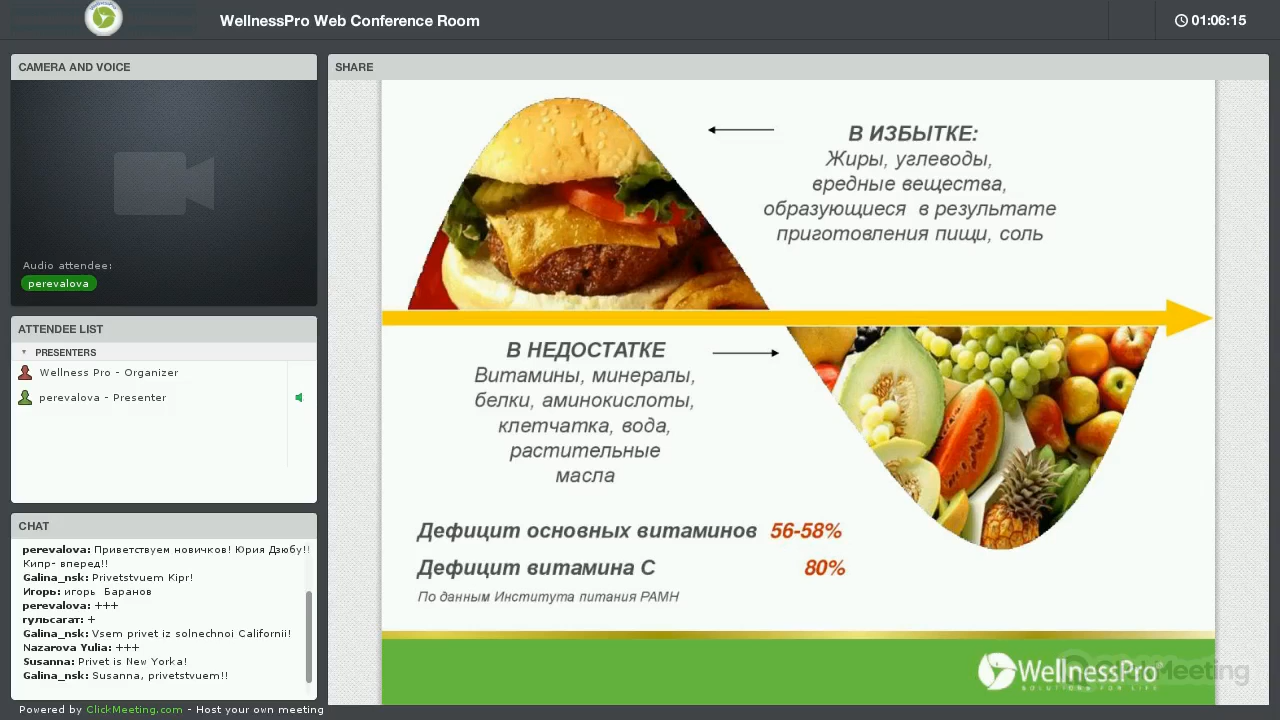 WellnessPro Web Conference Room
01:06:15
CAMERA AND VOICE
Audio attendee:
perevalova
ATTENDEE LIST
PRESENTERS
Wellness Pro - Organizer
perevalova - Presenter
CHAT
perevalova: Приветствуем новичков! Юрия Дзюбу!!
Кипр- вперед!!
Galina_nsk: Privetstvuem Kipr!
Игорь: игорь Баранов
perevalova: +++
гульсагат: +
Galina_nsk: Vsem privet iz solnechnoi Californii!
Nazarova Yulia: +++
Susanna: Privet is New Yorka!
Galina_nsk: Susanna, privetstvuem!!
Powered by ClickMeeting.com - Host your own meeting
SHARE
В ИЗБЫТКЕ:
Жиры, углеводы,
вредные вещества,
образующиеся в результате
приготовления пищи, соль
В НЕДОСТАТКЕ
Витамины, минералы,
белки, аминокислоты,
клетчатка, вода,
растительные
масла
Дефицит основных витаминов 56-58%
Дефицит витамина С 80%
По данным Института питания РАМН
WellnessPro
SOLUTIONS FOR LIFE
Meeting